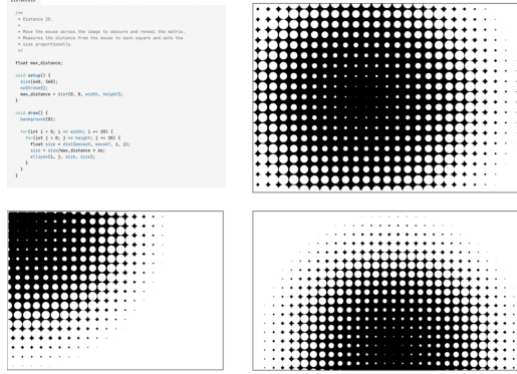 /**
* Distance 2D.
*
* Move the mouse across the image to obscure and reveal the matrix.
* Measures the distance from the mouse to each square and sets the
* size proportionally.
*/
float max_distance;
void setup() {
size(640, 360);
noStroke();
max_distance = dist(0, 0, width, height);
}
void draw() {
background(0);
for(int i = 0; i <= width; i += 20) {
for(int j = 0; j <= height; j += 20) {
float size = dist(mouseX, mouseY, i, j);
size = size/max_distance * 66;
ellipse(i, j, size, size);
}
}
}